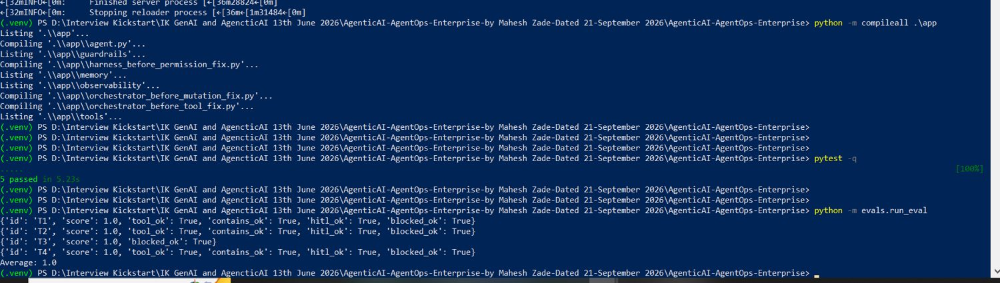 ←[32mINFO←[0m:     Finished server process [←[36m28824←[0m]
←[32mINFO←[0m:     Stopping reloader process [←[36m←[1m31484←[0m]
(.venv) PS D:\Interview Kickstart\IK GenAI and AgencticAI 13th June 2026\AgenticAI-AgentOps-Enterprise-by Mahesh Zade-Dated 21-September 2026\AgenticAI-AgentOps-Enterprise> python -m compileall .\app
Listing '.\\app'...
Compiling '.\\app\\agent.py'...
Listing '.\\app\\guardrails'...
Compiling '.\\app\\harness_before_permission_fix.py'...
Listing '.\\app\\memory'...
Listing '.\\app\\observability'...
Compiling '.\\app\\orchestrator_before_mutation_fix.py'...
Compiling '.\\app\\orchestrator_before_tool_fix.py'...
Listing '.\\app\\tools'...
(.venv) PS D:\Interview Kickstart\IK GenAI and AgencticAI 13th June 2026\AgenticAI-AgentOps-Enterprise-by Mahesh Zade-Dated 21-September 2026\AgenticAI-AgentOps-Enterprise>
(.venv) PS D:\Interview Kickstart\IK GenAI and AgencticAI 13th June 2026\AgenticAI-AgentOps-Enterprise-by Mahesh Zade-Dated 21-September 2026\AgenticAI-AgentOps-Enterprise>
(.venv) PS D:\Interview Kickstart\IK GenAI and AgencticAI 13th June 2026\AgenticAI-AgentOps-Enterprise-by Mahesh Zade-Dated 21-September 2026\AgenticAI-AgentOps-Enterprise>
(.venv) PS D:\Interview Kickstart\IK GenAI and AgencticAI 13th June 2026\AgenticAI-AgentOps-Enterprise-by Mahesh Zade-Dated 21-September 2026\AgenticAI-AgentOps-Enterprise> pytest -q
..... [100%]
5 passed in 5.23s
(.venv) PS D:\Interview Kickstart\IK GenAI and AgencticAI 13th June 2026\AgenticAI-AgentOps-Enterprise-by Mahesh Zade-Dated 21-September 2026\AgenticAI-AgentOps-Enterprise>
(.venv) PS D:\Interview Kickstart\IK GenAI and AgencticAI 13th June 2026\AgenticAI-AgentOps-Enterprise-by Mahesh Zade-Dated 21-September 2026\AgenticAI-AgentOps-Enterprise>
(.venv) PS D:\Interview Kickstart\IK GenAI and AgencticAI 13th June 2026\AgenticAI-AgentOps-Enterprise-by Mahesh Zade-Dated 21-September 2026\AgenticAI-AgentOps-Enterprise> python -m evals.run_eval
{'id': 'T1', 'score': 1.0, 'tool_ok': True, 'contains_ok': True, 'hitl_ok': True, 'blocked_ok': True}
{'id': 'T2', 'score': 1.0, 'tool_ok': True, 'contains_ok': True, 'hitl_ok': True, 'blocked_ok': True}
{'id': 'T3', 'score': 1.0, 'blocked_ok': True}
{'id': 'T4', 'score': 1.0, 'tool_ok': True, 'contains_ok': True, 'hitl_ok': True, 'blocked_ok': True}
Average: 1.0
(.venv) PS D:\Interview Kickstart\IK GenAI and AgencticAI 13th June 2026\AgenticAI-AgentOps-Enterprise-by Mahesh Zade-Dated 21-September 2026\AgenticAI-AgentOps-Enterprise>